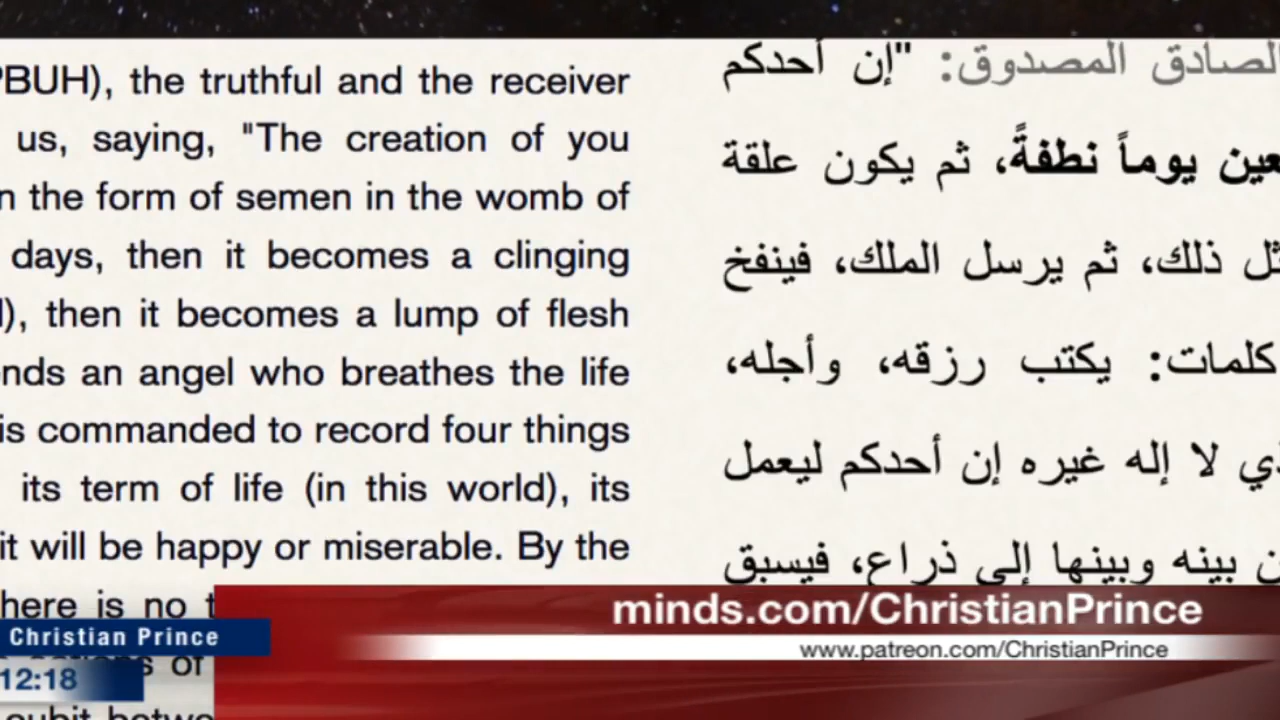 PBUH), the truthful and the receiver
us, saying, "The creation of you
n the form of semen in the womb of
days, then it becomes a clinging
), then it becomes a lump of flesh
nds an angel who breathes the life
is commanded to record four things
its term of life (in this world), its
it will be happy or miserable. By the
here is no t
of
الصادق المصدوق: "إن أحدكم
عين يوماً نطفةً، ثم يكون علقة
ثل ذلك، ثم يرسل الملك، فينفخ
كلمات: يكتب رزقه، وأجله،
ذي لا إله غيره إن أحدكم ليعمل
ن بينه وبينها إلى ذراع، فيسبق
minds.com/ChristianPrince
www.patreon.com/ChristianPrince
Christian Prince
12:18